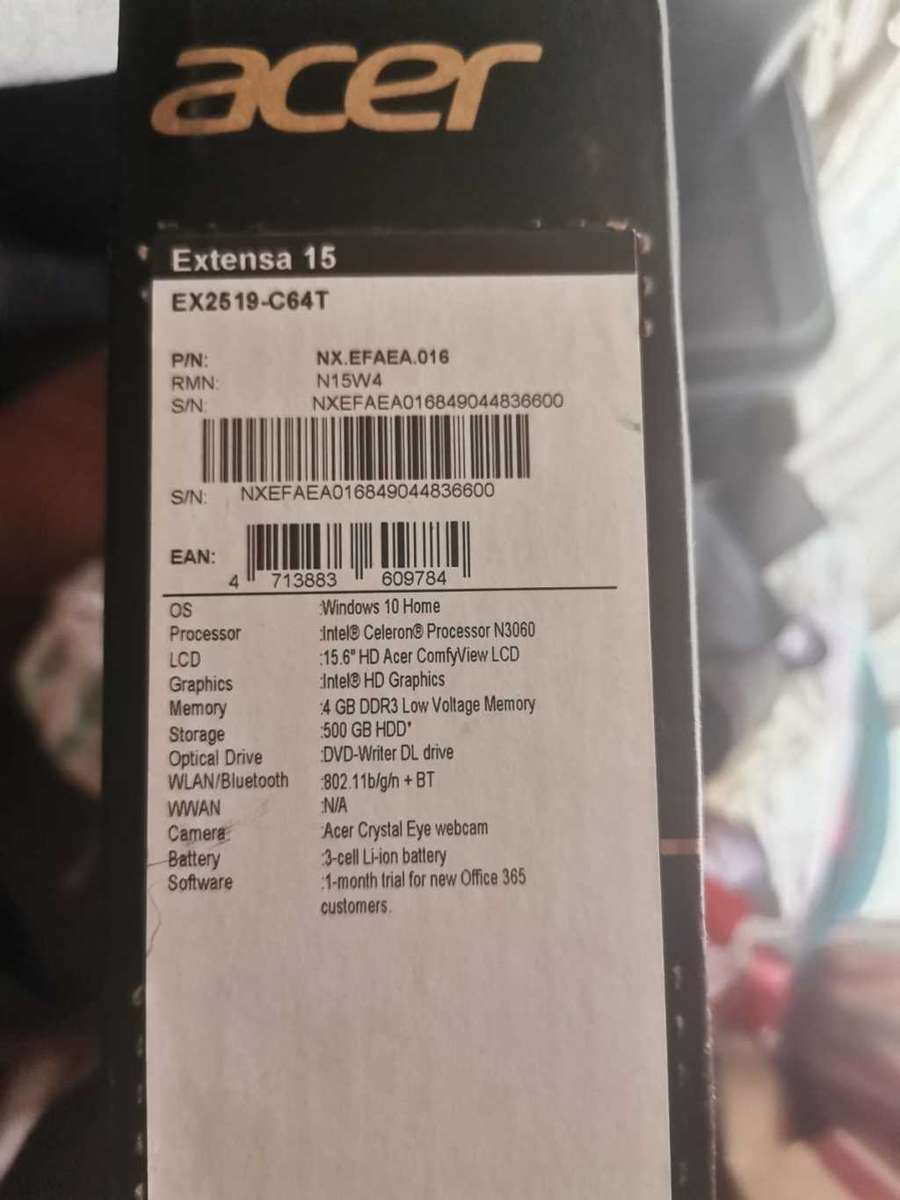 acer
Extensa 15
EX2519-C64T
P/N: NX.EFAEA.016
RMN: N15W4
S/N: NXEFAEA016849044836600
S/N: NXEFAEA016849044836600
EAN: 4 713883 609784
OS :Windows 10 Home
Processor :Intel® Celeron® Processor N3060
LCD :15.6" HD Acer ComfyView LCD
Graphics :Intel® HD Graphics
Memory :4 GB DDR3 Low Voltage Memory
Storage :500 GB HDD*
Optical Drive :DVD-Writer DL drive
WLAN/Bluetooth :802.11b/g/n + BT
WWAN :N/A
Camera :Acer Crystal Eye webcam
Battery :3-cell Li-ion battery
Software :1-month trial for new Office 365
customers.